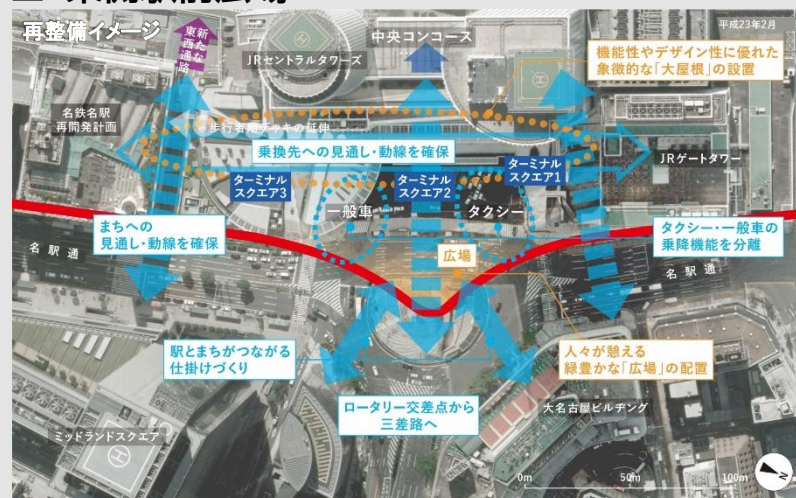 再整備イメージ
平成23年2月
新たな
東西通路
中央コンコース
JRセントラルタワーズ
機能性やデザイン性に優れた
象徴的な「大屋根」の設置
名鉄名駅
再開発計画
歩行者用デッキの延伸
乗換先への見通し・動線を確保
JRゲートタワー
ターミナル
スクエア3
ターミナル
スクエア2
ターミナル
スクエア1
一般車
タクシー
まちへの
見通し・動線を確保
タクシー・一般車の
乗降機能を分離
名駅通
広場
名駅通
駅とまちがつながる
仕掛けづくり
人々が憩える
緑豊かな「広場」の配置
ロータリー交差点から
三差路へ
大名古屋ビルヂング
ミッドランドスクエア
0m
50m
100m
N